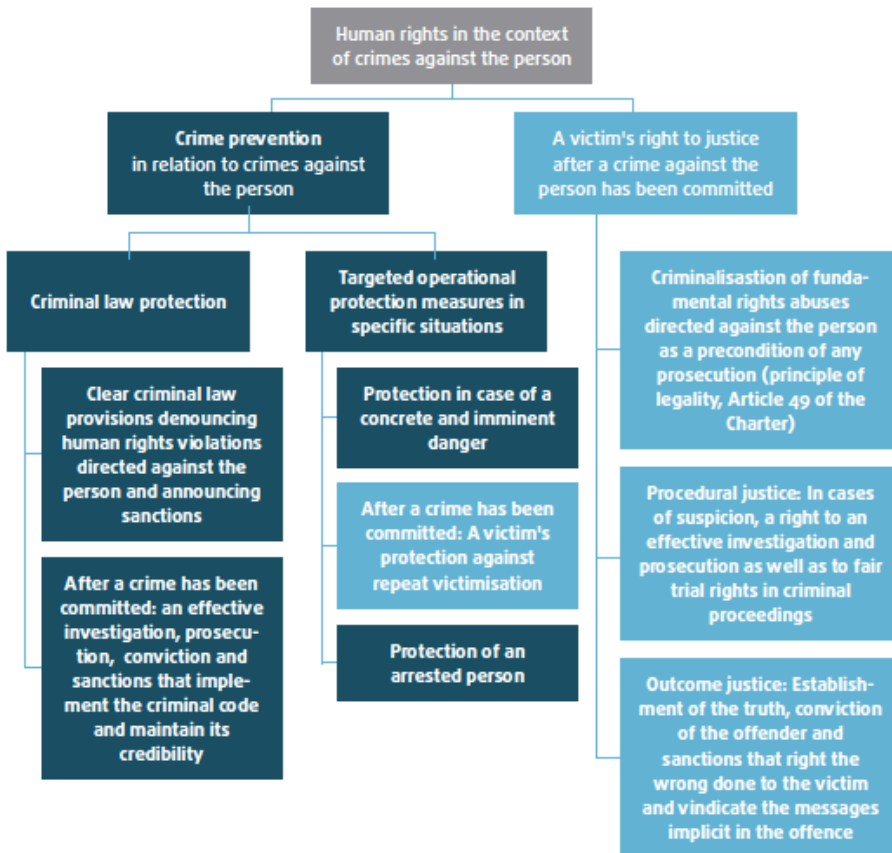 Human rights in the context
of crimes against the person
Crime prevention
in relation to crimes against
the person
A victim's right to justice
after a crime against the
person has been committed
Criminal law protection
Clear criminal law
provisions denouncing
human rights violations
directed against the
person and announcing
sanctions
After a crime has been
committed: an effective
investigation, prosecu-
tion, conviction and
sanctions that imple-
ment the criminal code
and maintain its
credibility
Targeted operational
protection measures in
specific situations
Protection in case of a
concrete and imminent
danger
After a crime has been
committed: A victim's
protection against
repeat victimisation
Protection of an
arrested person
Criminalisastion of funda-
mental rights abuses
directed against the person
as a precondition of any
prosecution (principle of
legality, Article 49 of the
Charter)
Procedural justice: In cases
of suspicion, a right to an
effective investigation and
prosecution as well as to fair
trial rights in criminal
proceedings
Outcome justice: Establish-
ment of the truth, conviction
of the offender and
sanctions that right the
wrong done to the victim
and vindicate the messages
implicit in the offence